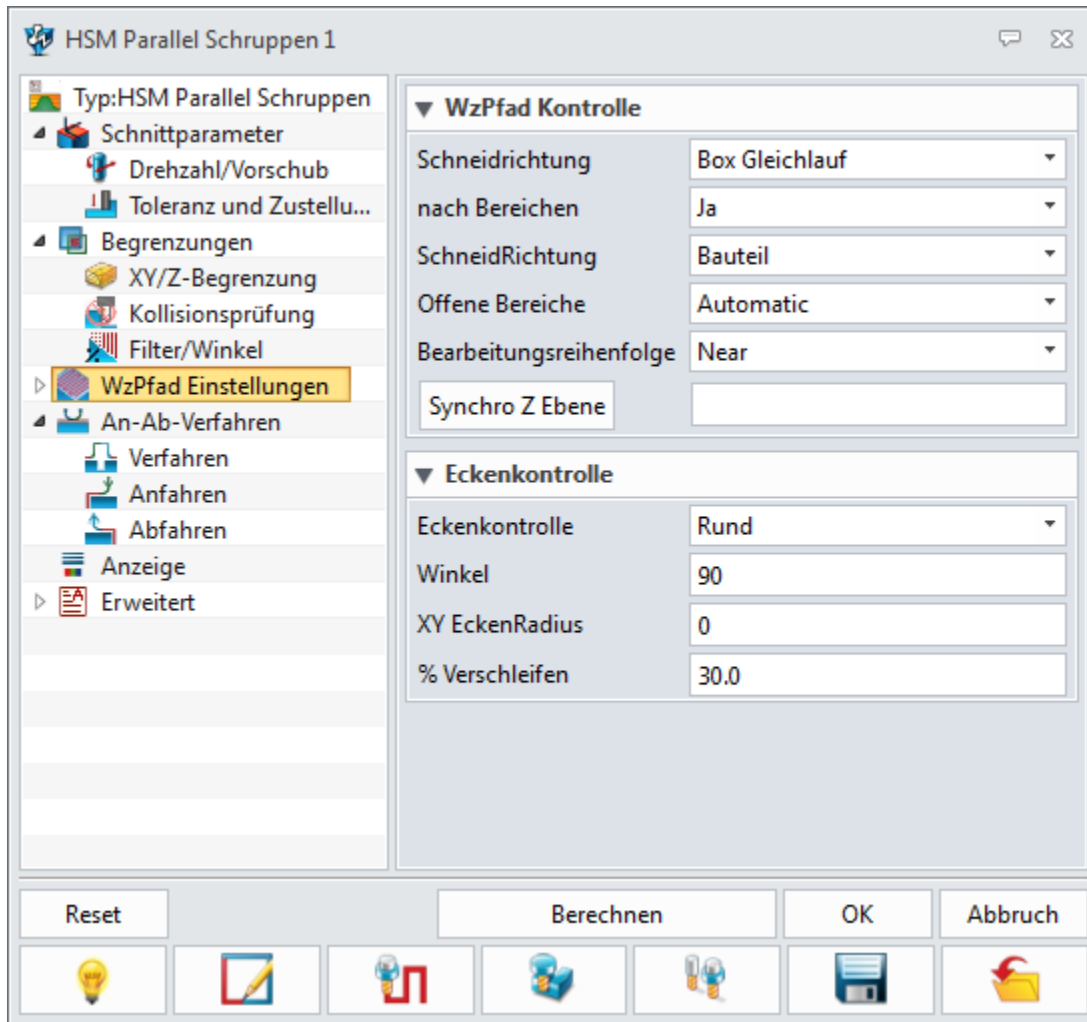 HSM Parallel Schruppen 1
Typ:HSM Parallel Schruppen
Schnittparameter
Drehzahl/Vorschub
Toleranz und Zustellu...
Begrenzungen
XY/Z-Begrenzung
Kollisionsprüfung
Filter/Winkel
WzPfad Einstellungen
An-Ab-Verfahren
Verfahren
Anfahren
Abfahren
Anzeige
Erweitert
WzPfad Kontrolle
Schneidrichtung Box Gleichlauf
nach Bereichen Ja
SchneidRichtung Bauteil
Offene Bereiche Automatic
Bearbeitungsreihenfolge Near
Synchro Z Ebene
Eckenkontrolle
Eckenkontrolle Rund
Winkel 90
XY EckenRadius 0
% Verschleifen 30.0
Reset Berechnen OK Abbruch